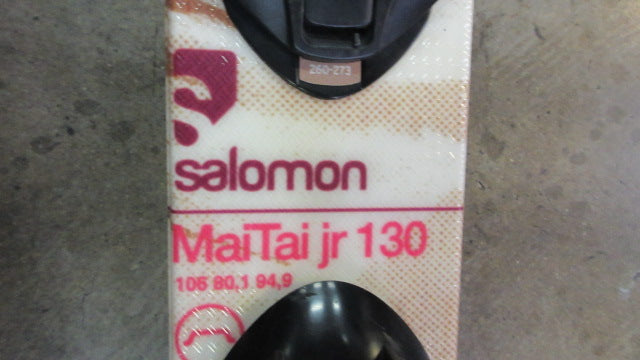 260-273
salomon
MaiTai jr 130
106 80,1 94,9